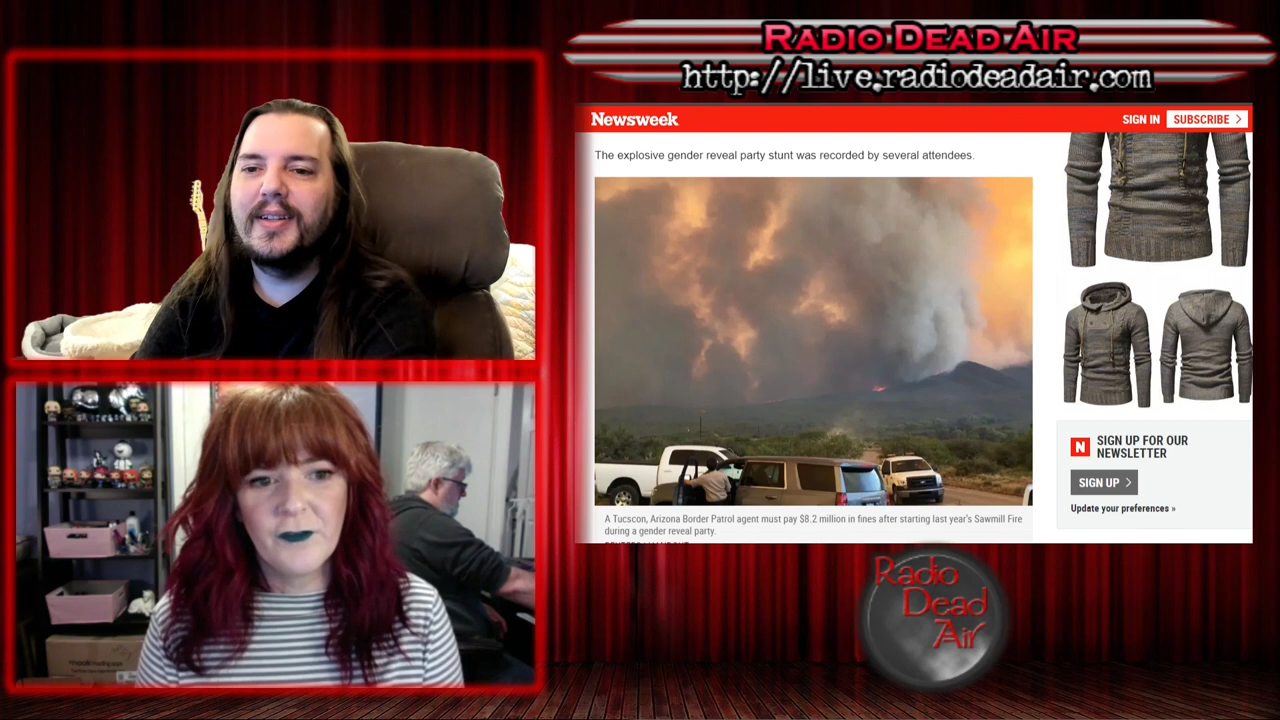 RADIO DEAD AIR
http://live.radiodeadair.com
Newsweek
SIGN IN
SUBSCRIBE >
The explosive gender reveal party stunt was recorded by several attendees.
N
SIGN UP FOR OUR
NEWSLETTER
SIGN UP >
Update your preferences »
A Tucscon, Arizona Border Patrol agent must pay $8.2 million in fines after starting last year's Sawmill Fire
during a gender reveal party.
Radio
Dead
Air